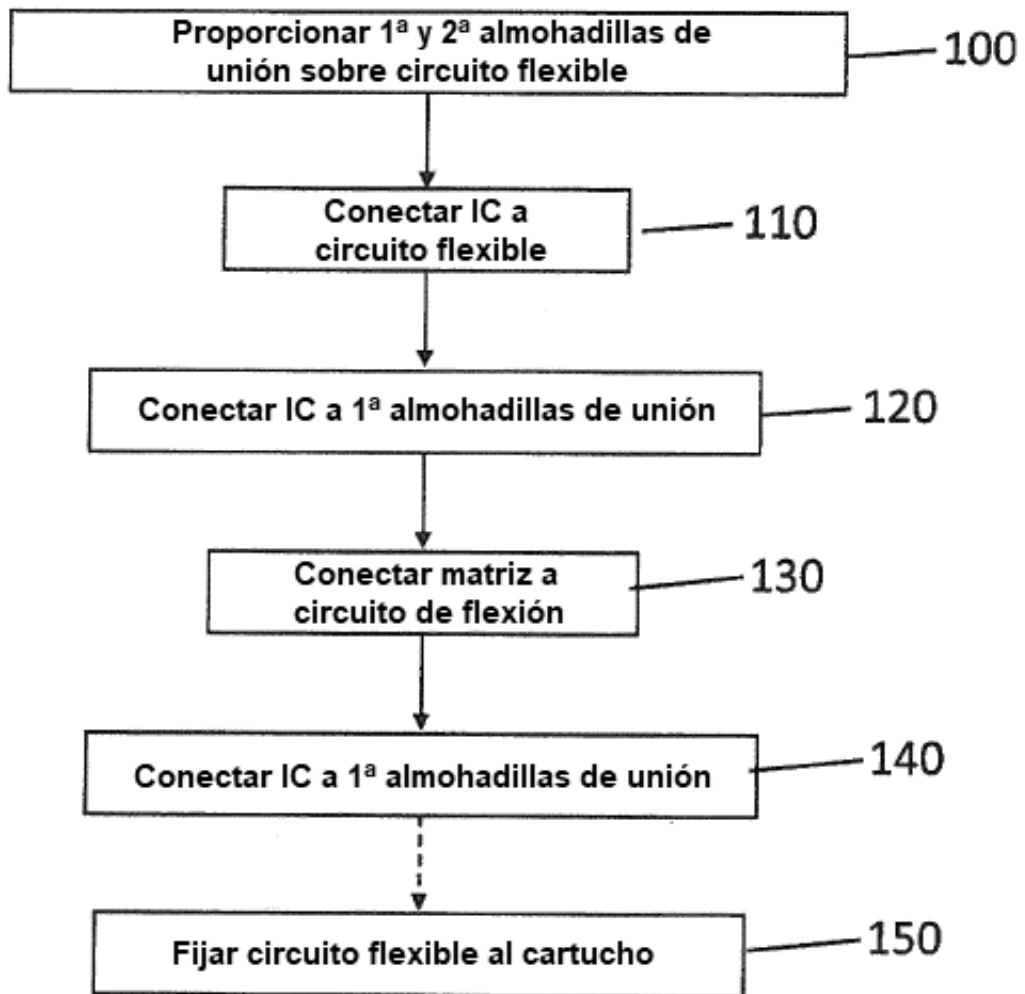 Proporcionar 1ª y 2ª almohadillas de
unión sobre circuito flexible
100
Conectar IC a
circuito flexible
110
Conectar IC a 1ª almohadillas de unión
120
Conectar matriz a
circuito de flexión
130
Conectar IC a 1ª almohadillas de unión
140
Fijar circuito flexible al cartucho
150